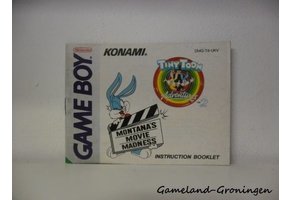 Nintendo
GAME BOY
KONAMI
DMG-T6-UKV
TINY TOON
Adventures
2
MONTANA'S
MOVIE
MADNESS
INSTRUCTION BOOKLET
Gameland-Groningen